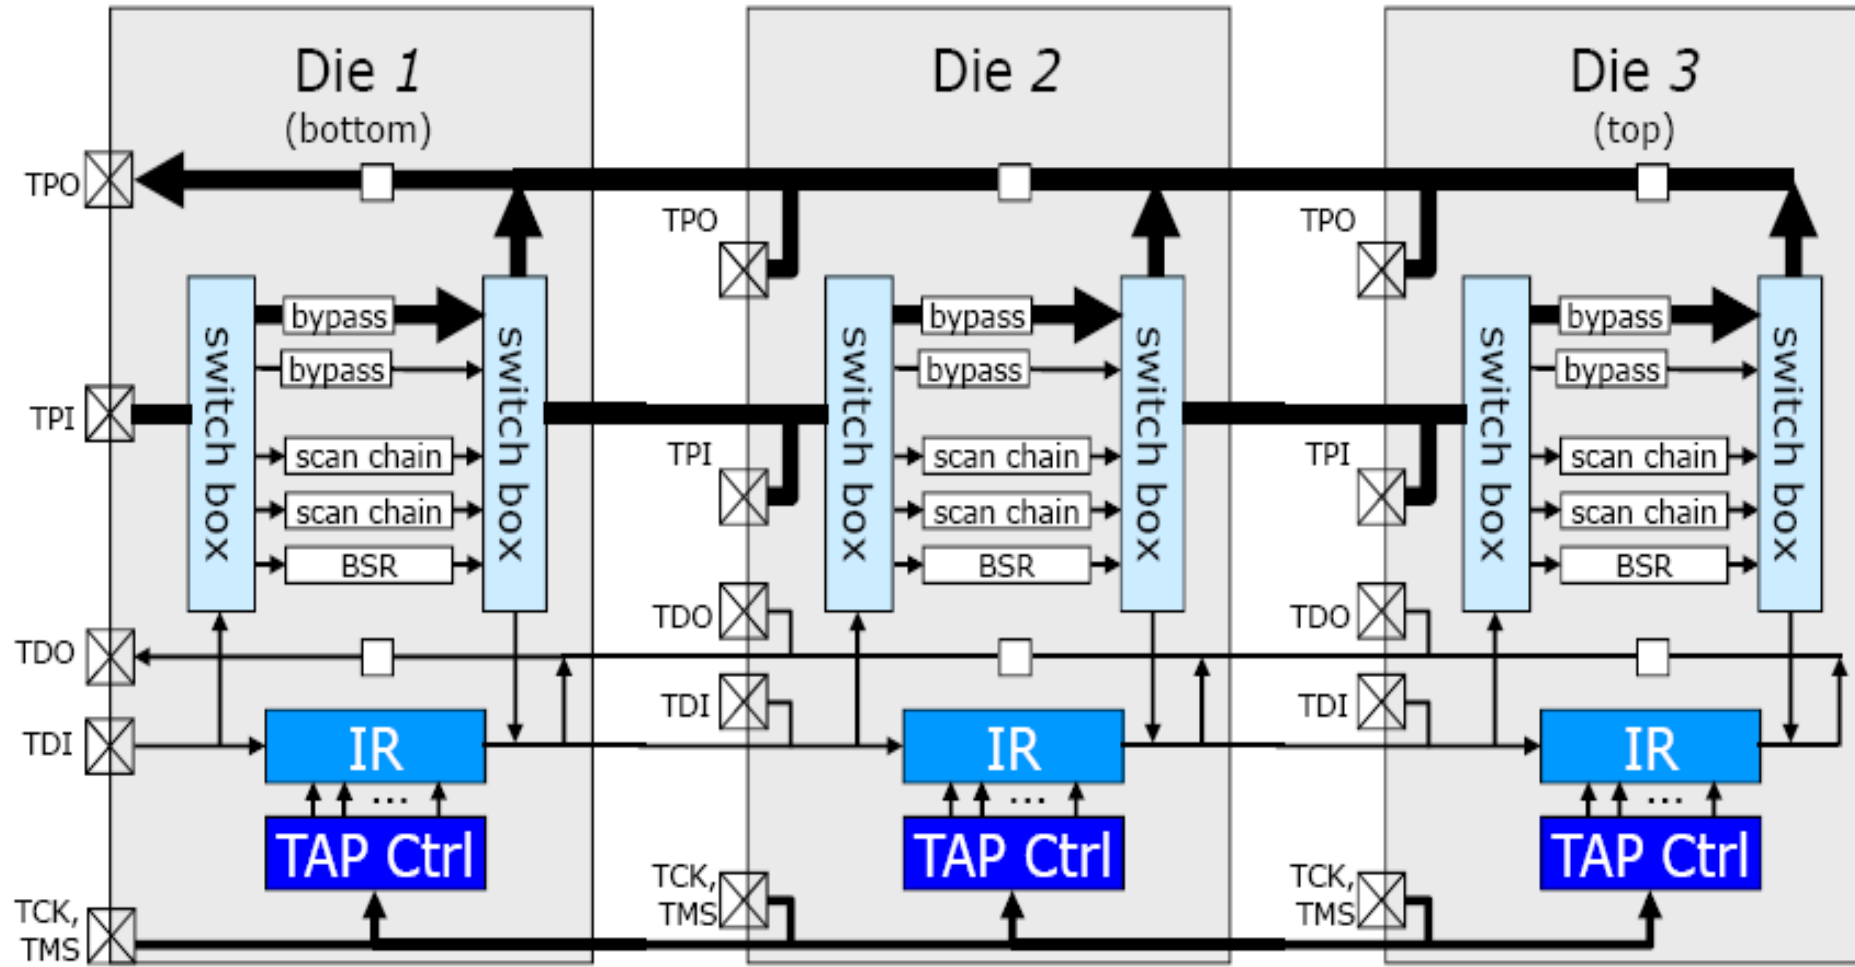 Die 1
(bottom)
TPO
bypass
bypass
TPI
scan chain
scan chain
BSR
switch box
switch box
TDO
TDI
IR
...
TAP Ctrl
TCK,
TMS
Die 2
TPO
bypass
bypass
TPI
scan chain
scan chain
BSR
switch box
switch box
TDO
TDI
IR
...
TAP Ctrl
TCK,
TMS
Die 3
(top)
TPO
bypass
bypass
TPI
scan chain
scan chain
BSR
switch box
switch box
TDO
TDI
IR
...
TAP Ctrl
TCK,
TMS